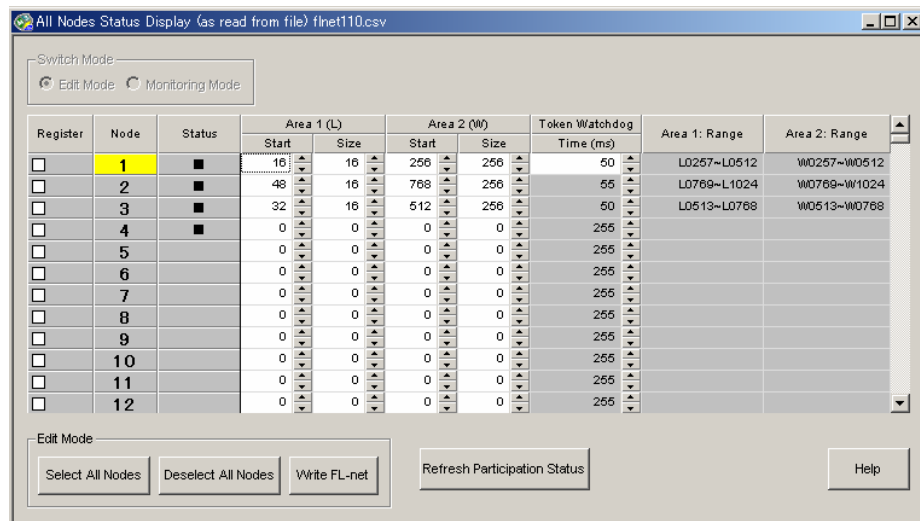 All Nodes Status Display (as read from file) flnet110.csv
Switch Mode
Edit Mode Monitoring Mode
Register Node Status Area 1 (L) Area 2 (W) Token Watchdog Area 1: Range Area 2: Range
Start Size Start Size Time (ms)
1 16 16 256 256 50 L0257~L0512 W0257~W0512
2 48 16 768 256 55 L0769~L1024 W0769~W1024
3 32 16 512 256 50 L0513~L0768 W0513~W0768
4 0 0 0 0 255
5 0 0 0 0 255
6 0 0 0 0 255
7 0 0 0 0 255
8 0 0 0 0 255
9 0 0 0 0 255
10 0 0 0 0 255
11 0 0 0 0 255
12 0 0 0 0 255
Edit Mode
Select All Nodes Deselect All Nodes Write FL-net Refresh Participation Status Help